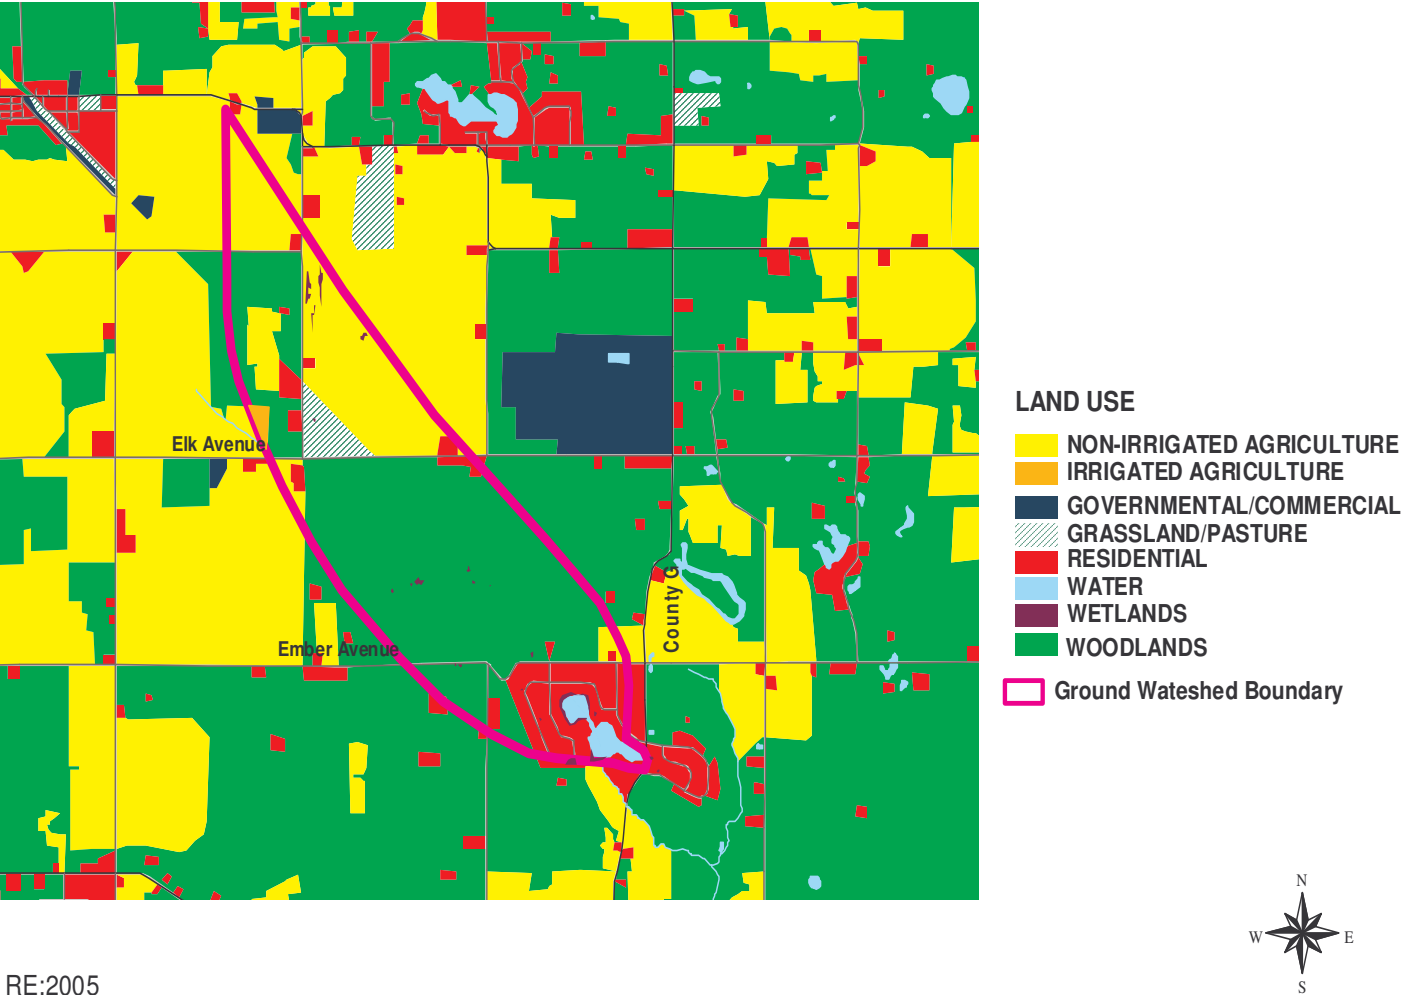 Elk Avenue
Ember Avenue
County G
LAND USE
NON-IRRIGATED AGRICULTURE
IRRIGATED AGRICULTURE
GOVERNMENTAL/COMMERCIAL
GRASSLAND/PASTURE
RESIDENTIAL
WATER
WETLANDS
WOODLANDS
Ground Wateshed Boundary
N
W E
S
RE:2005